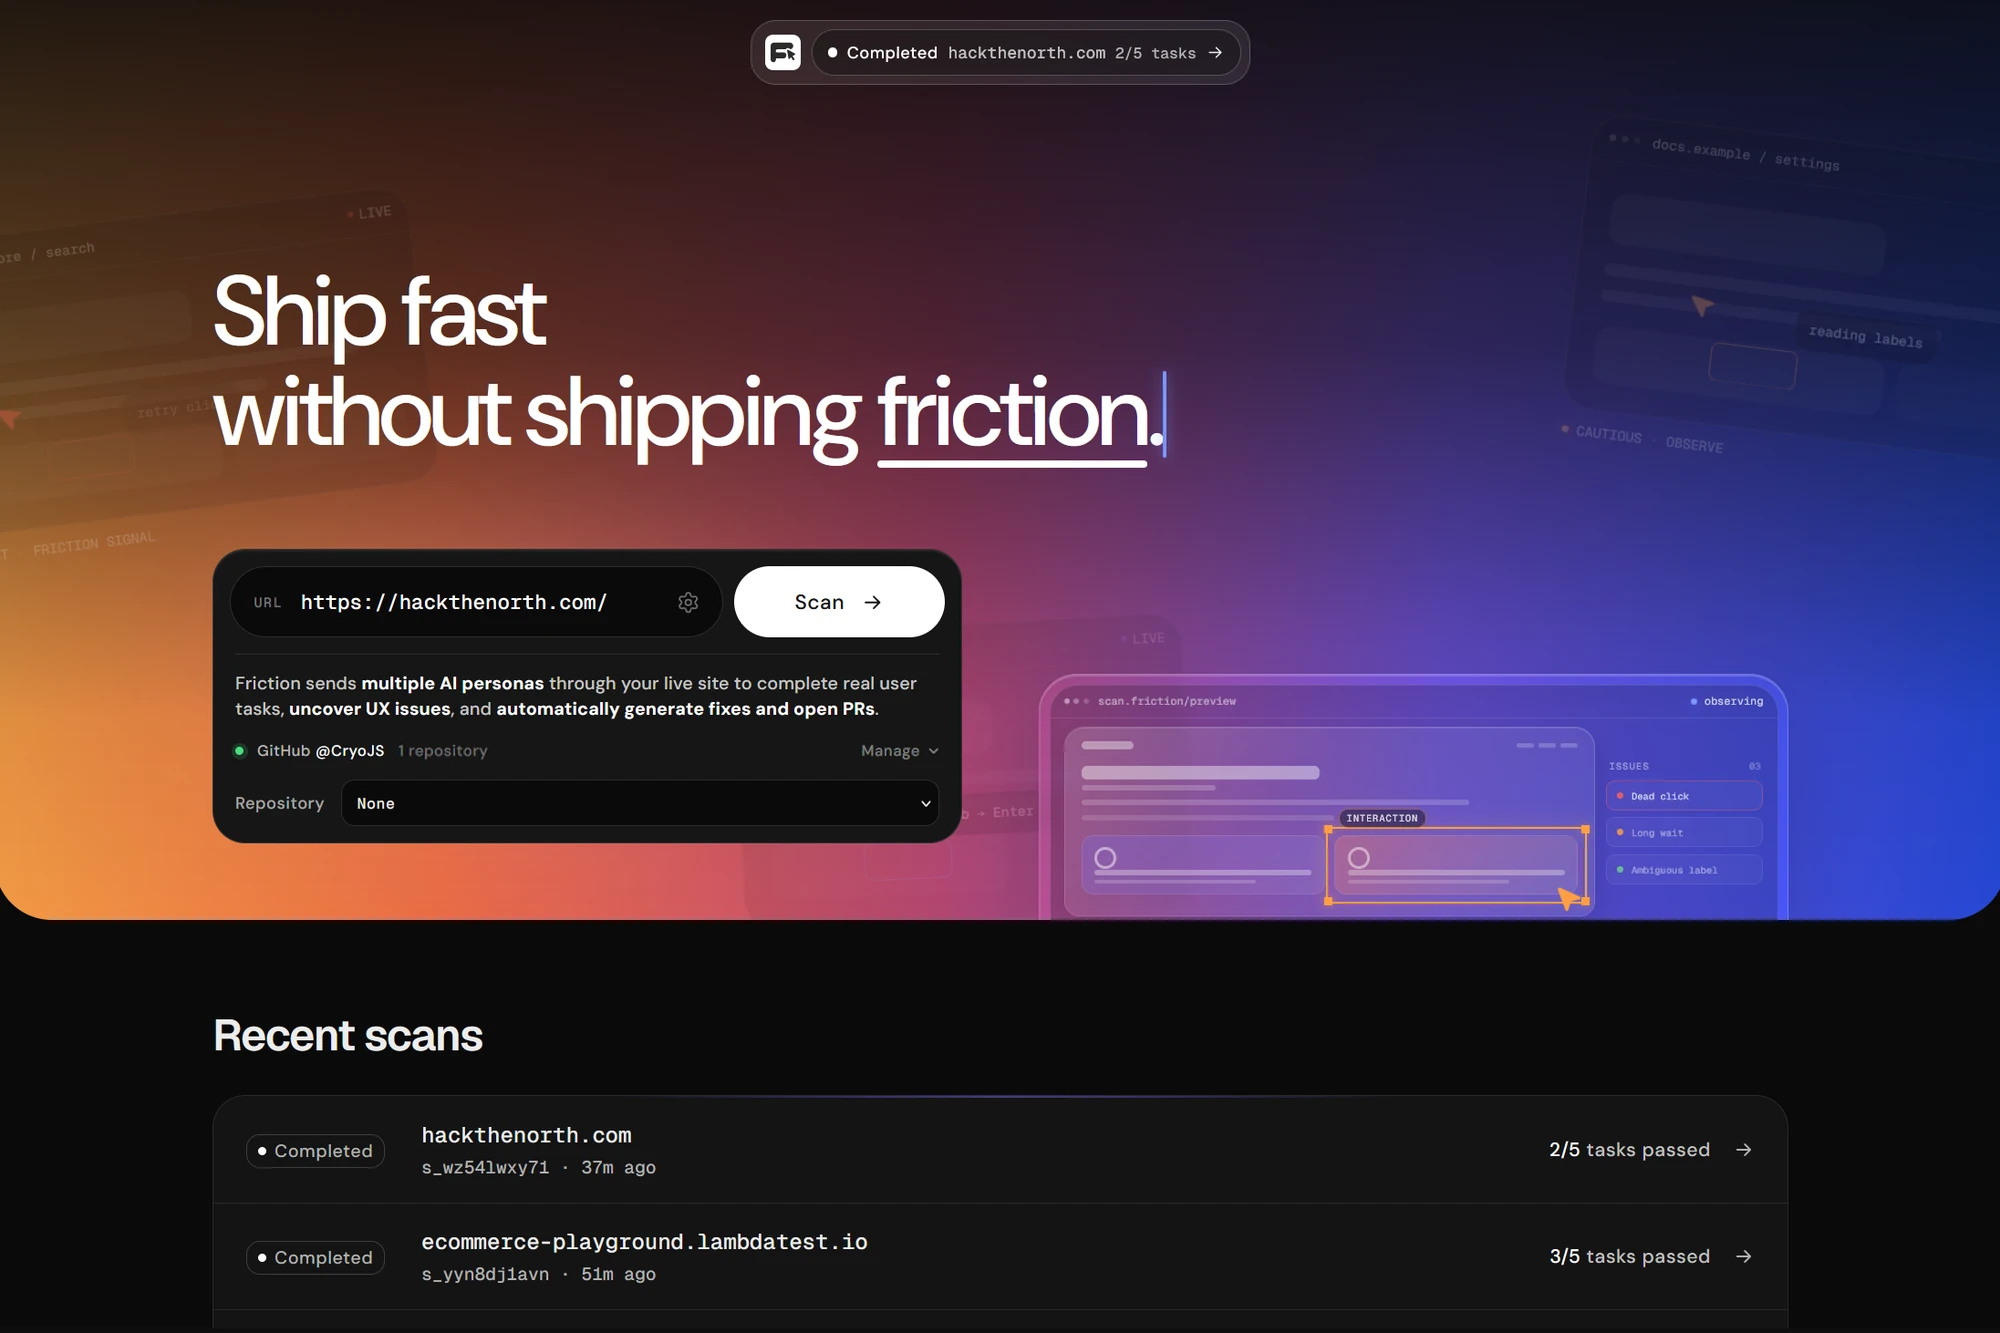 Completed hackthenorth.com 2/5 tasks →
docs.example / settings
LIVE
/ search
Ship fast
reading labels
without shipping friction.
retry
CAUTIOUS · OBSERVE
FRICTION SIGNAL
URL https://hackthenorth.com/
Scan →
LIVE
Friction sends multiple AI personas through your live site to complete real user
tasks, uncover UX issues, and automatically generate fixes and open PRs.
GitHub @CryoJS 1 repository
Manage
Repository None
→ Enter
scan.friction/preview
observing
ISSUES 03
Dead click
INTERACTION
Long wait
Ambiguous label
Recent scans
Completed
hackthenorth.com
s_wz54lwxy71 · 37m ago
2/5 tasks passed →
Completed
ecommerce-playground.lambdatest.io
s_yyn8dj1avn · 51m ago
3/5 tasks passed →